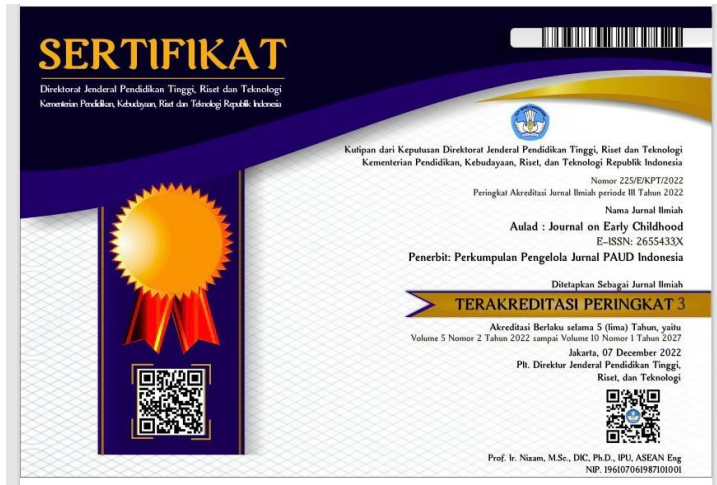 SERTIFIKAT
Direktorat Jenderal Pendidikan Tinggi, Riset dan Teknologi
Kementerian Pendidikan, Kebudayaan, Riset dan Teknologi Republik Indonesia
Kutipan dari Keputusan Direktorat Jenderal Pendidikan Tinggi, Riset dan Teknologi
Kementerian Pendidikan, Kebudayaan, Riset, dan Teknologi Republik Indonesia
Nomor 225/E/KPT/2022
Peringkat Akreditasi Jurnal Ilmiah periode III Tahun 2022
Nama Jurnal Ilmiah
Aulad : Journal on Early Childhood
E-ISSN: 2655433X
Penerbit: Perkumpulan Pengelola Jurnal PAUD Indonesia
Ditetapkan Sebagai Jurnal Ilmiah
TERAKREDITASI PERINGKAT 3
Akreditasi Berlaku selama 5 (lima) Tahun, yaitu
Volume 5 Nomor 2 Tahun 2022 sampai Volume 10 Nomor 1 Tahun 2027
Jakarta, 07 December 2022
Plt. Direktur Jenderal Pendidikan Tinggi,
Riset, dan Teknologi
Prof. Ir. Nizam, M.Sc., DIC, Ph.D., IPU, ASEAN Eng
NIP. 196107061987101001